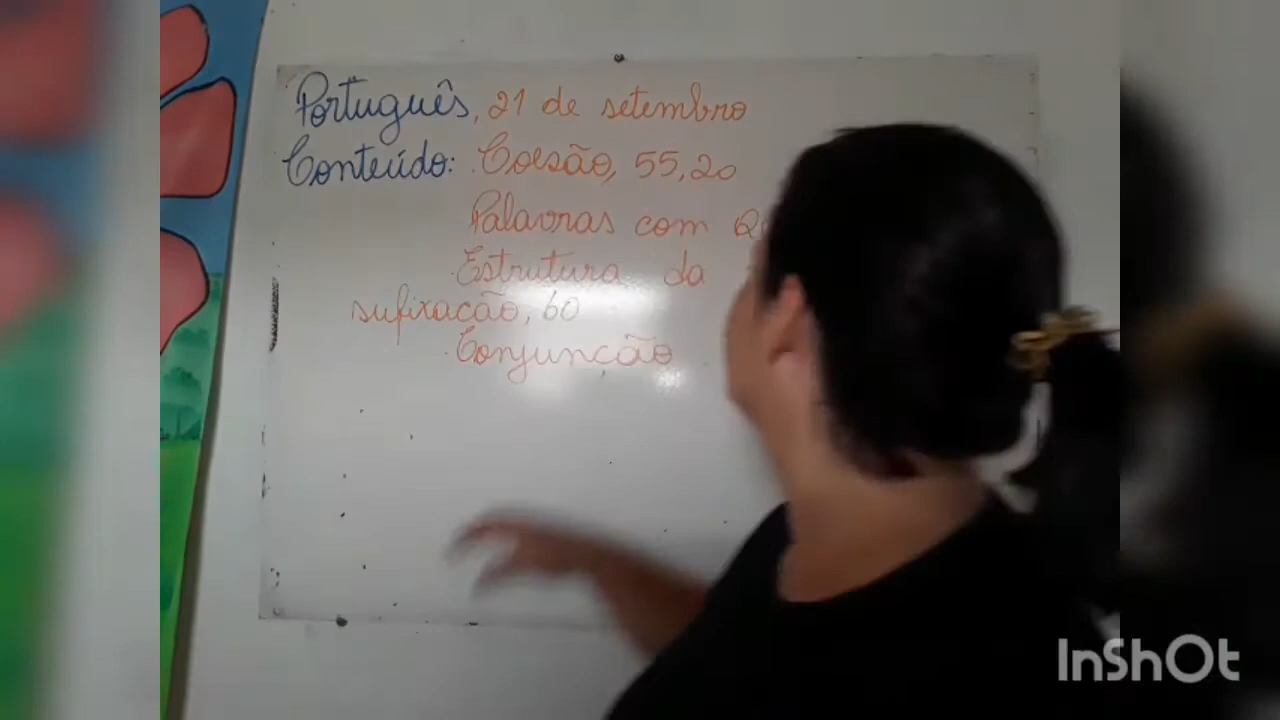 Português, 21 de setembro
Conteúdo: Coesão, 55,20
Palavras com
Estrutura da
sufixação, 60
Conjunção
InShOt